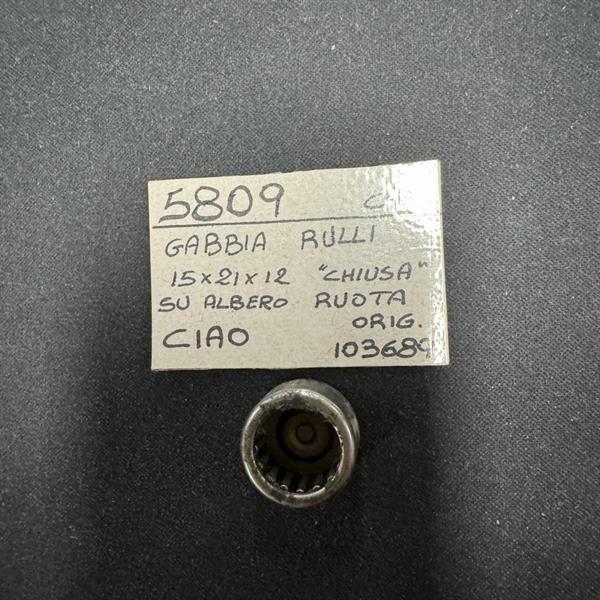 5809
GABBIA RULLI
15x21x12 "CHIUSA"
SU ALBERO RUOTA
ORIG.
CIAO 103689